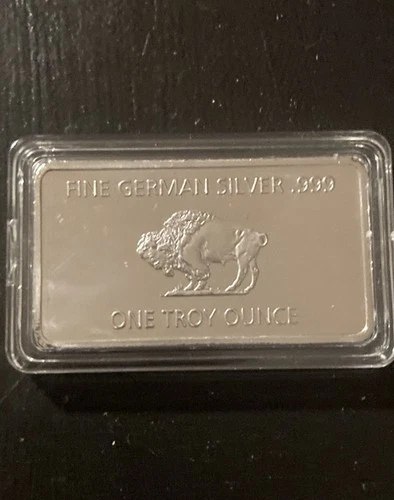 FINE GERMAN SILVER .999
ONE TROY OUNCE